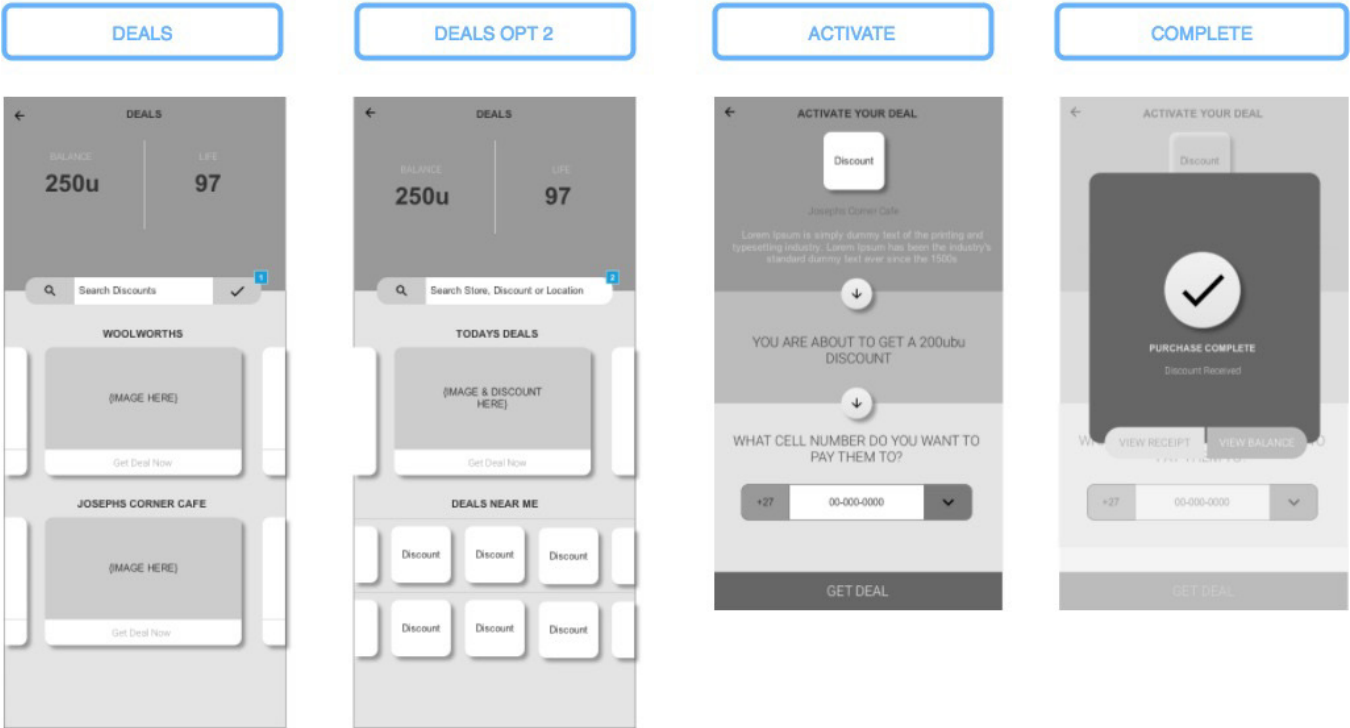 DEALS
DEALS OPT 2
ACTIVATE
COMPLETE
DEALS
BALANCE
LIFE
250u
97
1
Search Discounts
WOOLWORTHS
{IMAGE HERE}
Get Deal Now
JOSEPHS CORNER CAFE
{IMAGE HERE}
Get Deal Now
DEALS
BALANCE
LIFE
250u
97
2
Search Store, Discount or Location
TODAYS DEALS
{IMAGE & DISCOUNT
HERE}
Get Deal Now
DEALS NEAR ME
Discount
Discount
Discount
Discount
Discount
Discount
ACTIVATE YOUR DEAL
Discount
Josephs Corner Cafe
Lorem Ipsum is simply dummy text of the printing and
typesetting industry. Lorem Ipsum has been the industry's
standard dummy text ever since the 1500s
YOU ARE ABOUT TO GET A 200ubu
DISCOUNT
WHAT CELL NUMBER DO YOU WANT TO
PAY THEM TO?
+27
00-000-0000
GET DEAL
ACTIVATE YOUR DEAL
Discount
PURCHASE COMPLETE
Discount Received
VIEW RECEIPT
VIEW BALANCE
+27
00-000-0000
GET DEAL